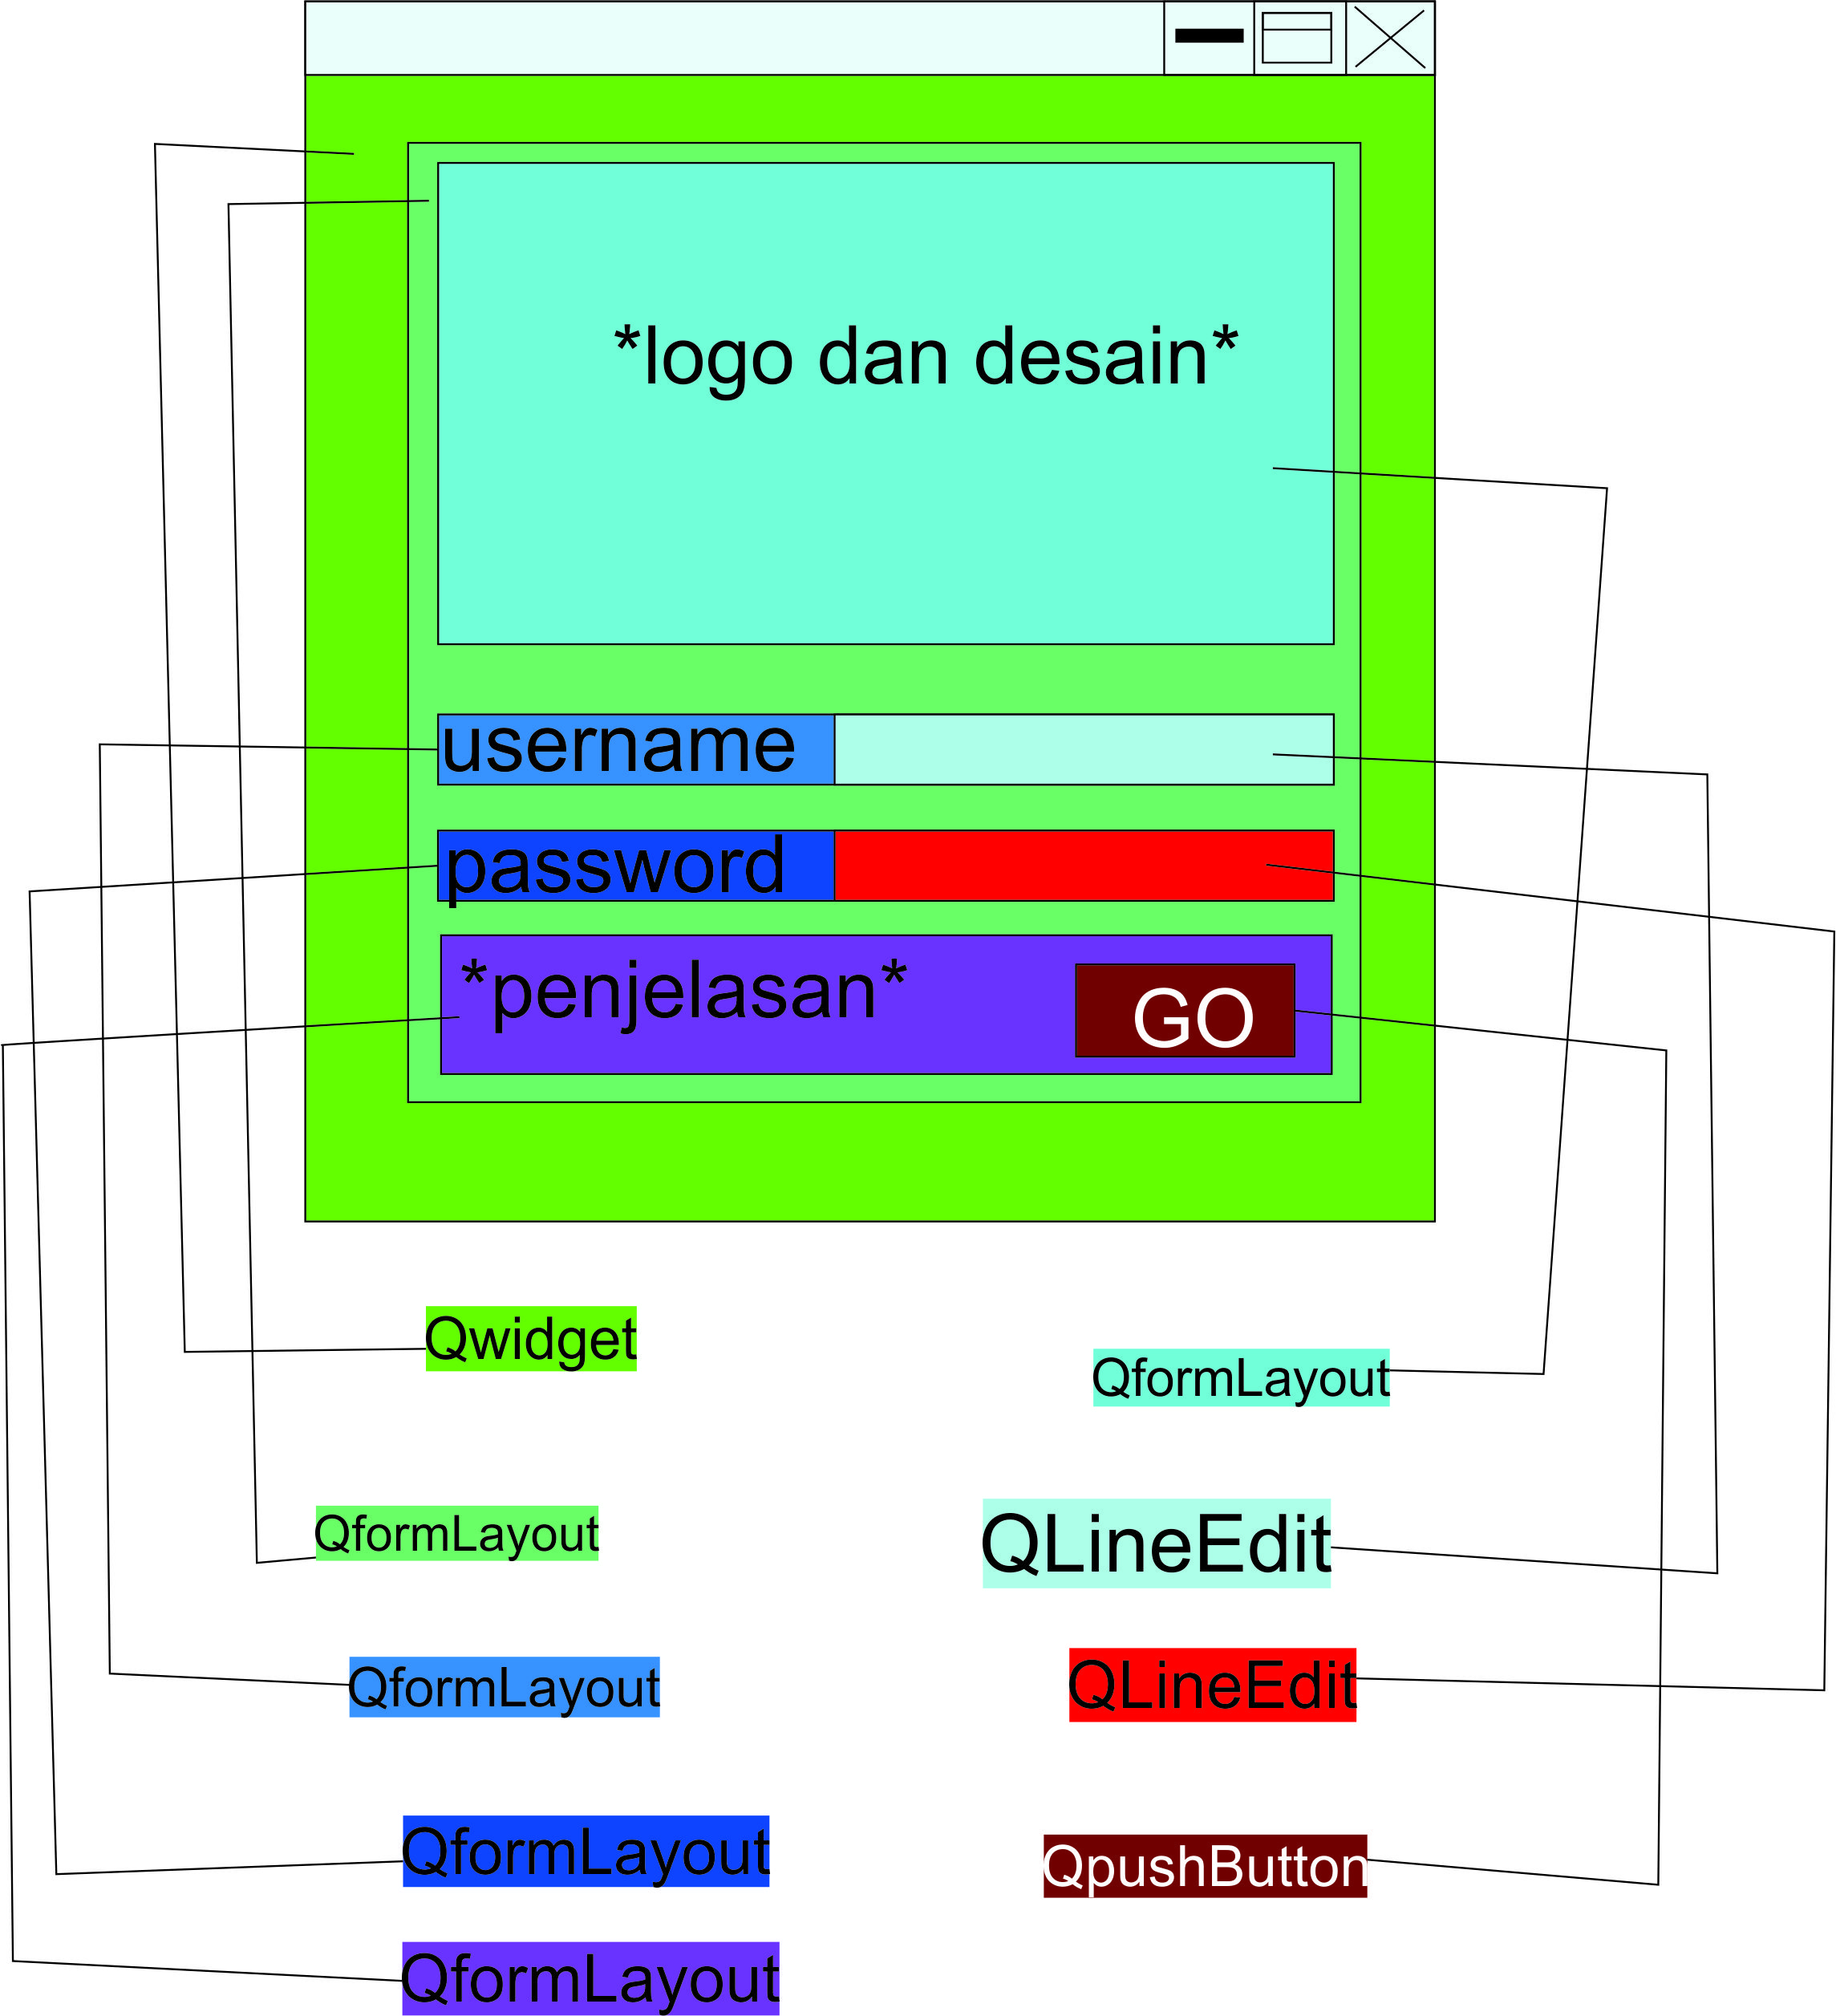 *logo dan desain*
username
password
*penjelasan*
GO
Qwidget
QformLayout
QformLayout
QLineEdit
QformLayout
QLineEdit
QformLayout
QpushButton
QformLayout